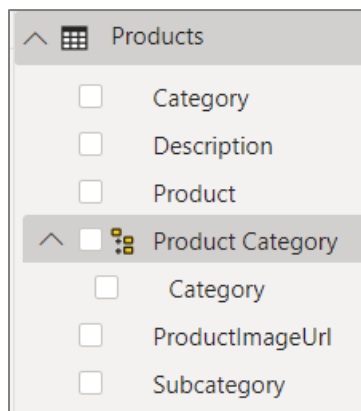 Products
Category
Description
Product
Product Category
Category
ProductImageUrl
Subcategory